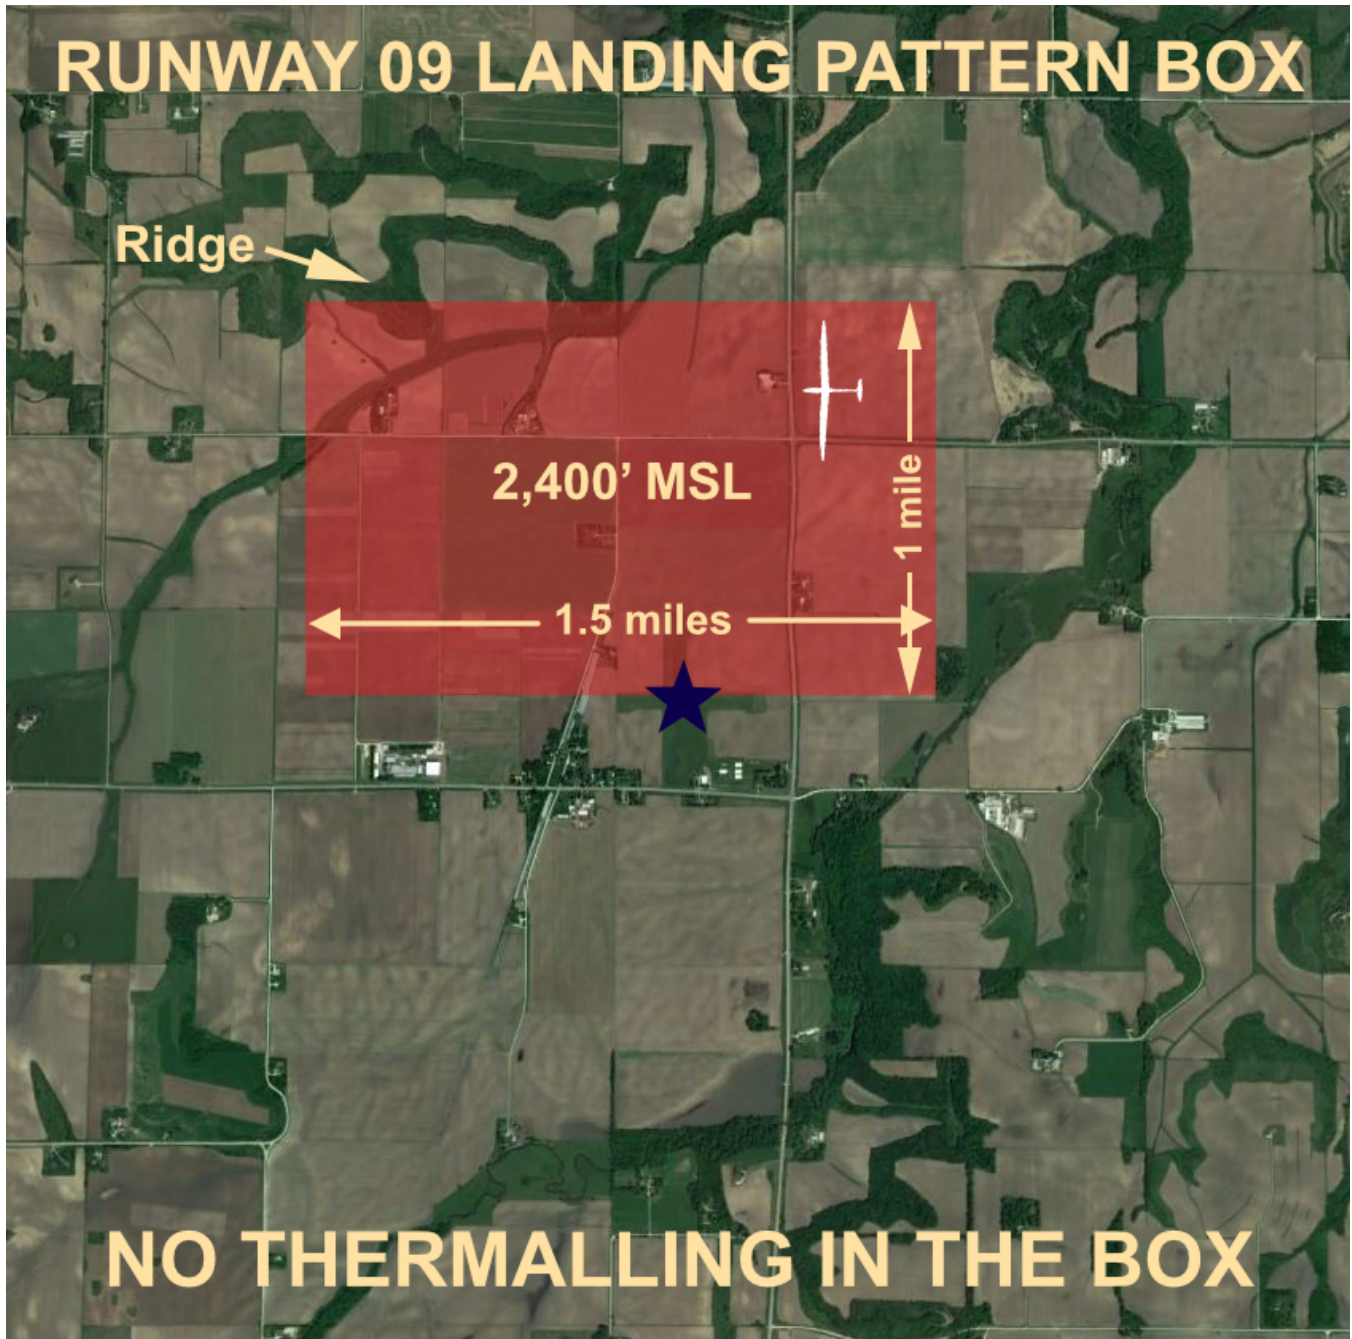 RUNWAY 09 LANDING PATTERN BOX
Ridge
2,400’ MSL
1 mile
1.5 miles
NO THERMALLING IN THE BOX